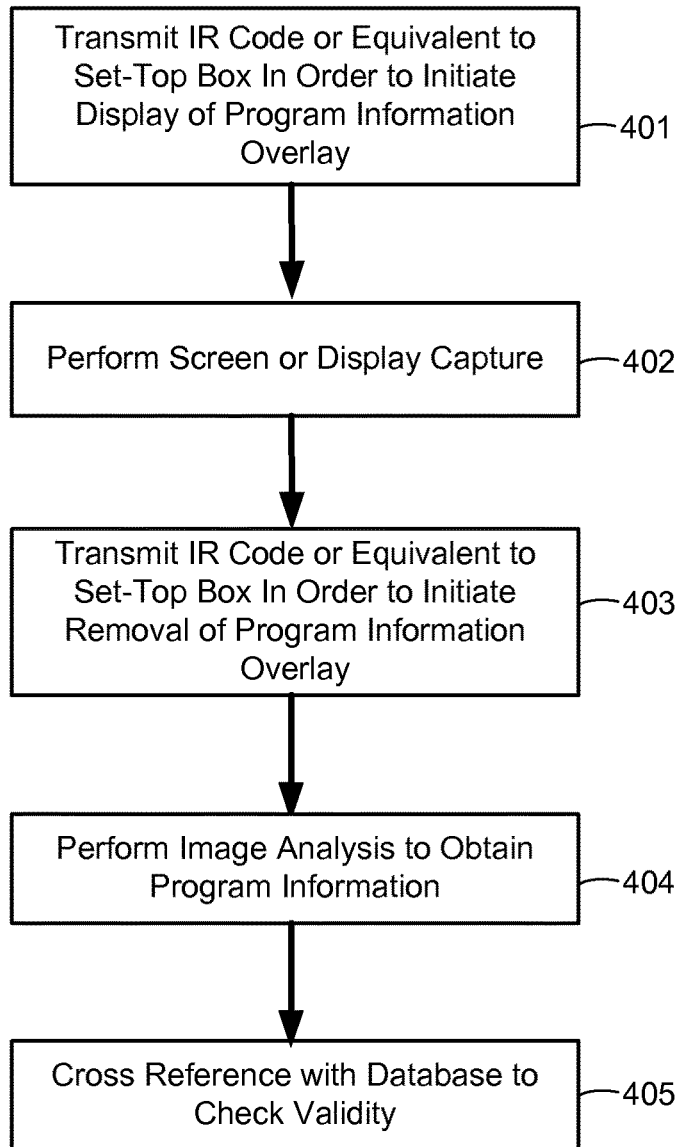 Transmit IR Code or Equivalent to
Set-Top Box In Order to Initiate
Display of Program Information
Overlay
401
Perform Screen or Display Capture
402
Transmit IR Code or Equivalent to
Set-Top Box In Order to Initiate
Removal of Program Information
Overlay
403
Perform Image Analysis to Obtain
Program Information
404
Cross Reference with Database to
Check Validity
405